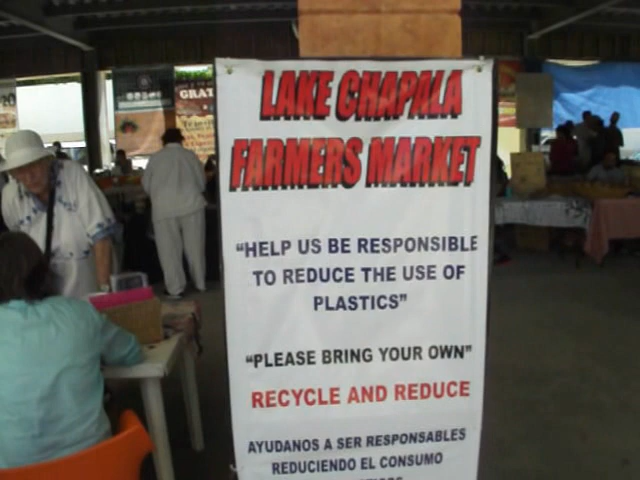 LAKE CHAPALA
FARMERS MARKET
"HELP US BE RESPONSIBLE
TO REDUCE THE USE OF
PLASTICS"
"PLEASE BRING YOUR OWN"
RECYCLE AND REDUCE
AYUDANOS A SER RESPONSABLES
REDUCIENDO EL CONSUMO
GRAT